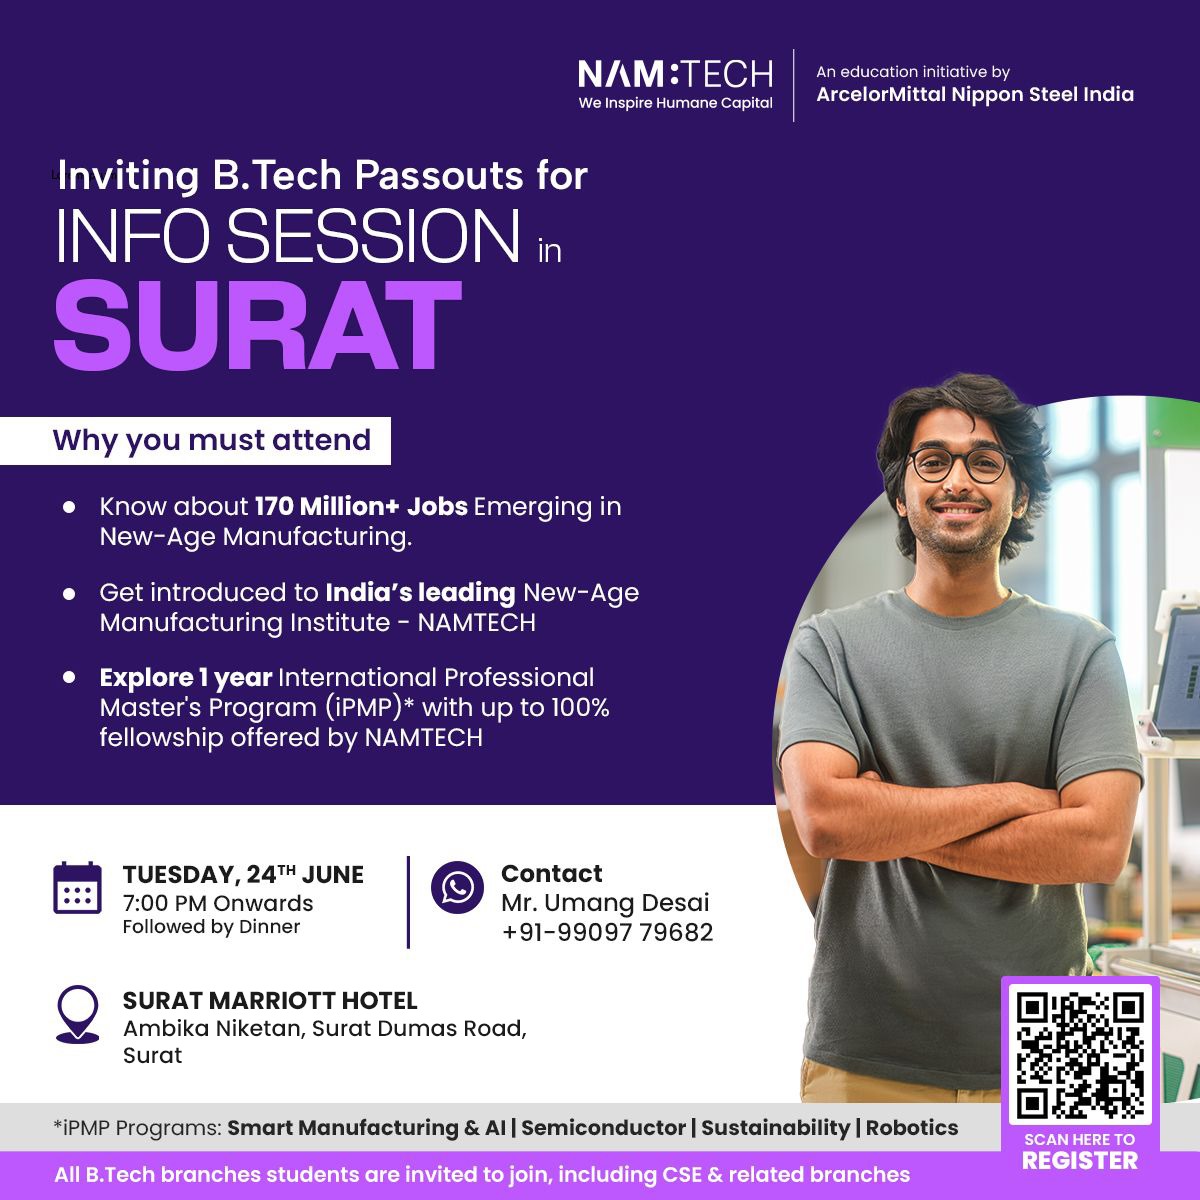 NAM:TECH
We Inspire Humane Capital
An education initiative by
ArcelorMittal Nippon Steel India
Inviting B.Tech Passouts for
INFO SESSION in
SURAT
Why you must attend
• Know about 170 Million+ Jobs Emerging in
New-Age Manufacturing.
• Get introduced to India's leading New-Age
Manufacturing Institute - NAMTECH
• Explore 1 year International Professional
Master's Program (iPMP)* with up to 100%
fellowship offered by NAMTECH
TUESDAY, 24TH JUNE
7:00 PM Onwards
Followed by Dinner
Contact
Mr. Umang Desai
+91-99097 79682
SURAT MARRIOTT HOTEL
Ambika Niketan, Surat Dumas Road,
Surat
*iPMP Programs: Smart Manufacturing & AI | Semiconductor | Sustainability | Robotics
SCAN HERE TO
REGISTER
All B.Tech branches students are invited to join, including CSE & related branches